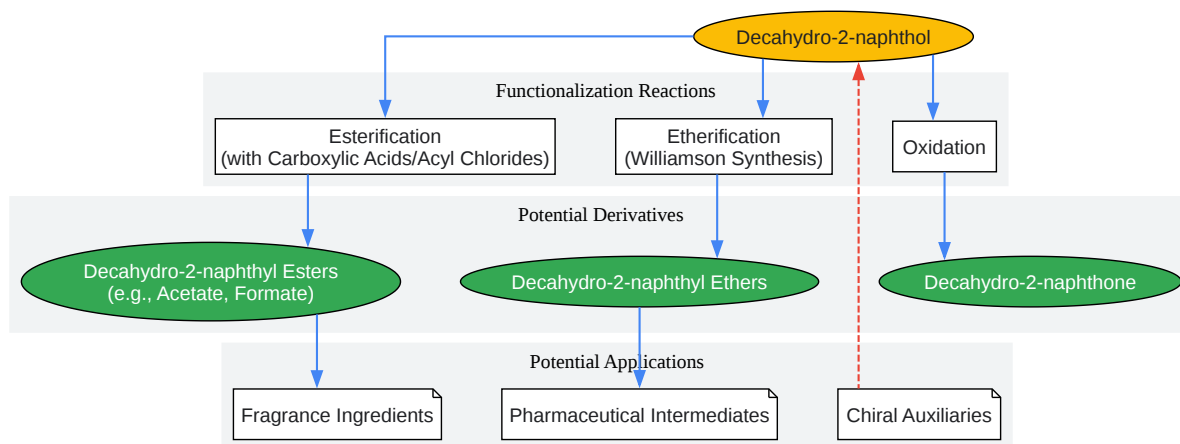 Decahydro-2-naphthol
Functionalization Reactions
Esterification
(with Carboxylic Acids/Acyl Chlorides)
Etherification
(Williamson Synthesis)
Oxidation
Potential Derivatives
Decahydro-2-naphthyl Esters
(e.g., Acetate, Formate)
Decahydro-2-naphthyl Ethers
Decahydro-2-naphthone
Potential Applications
Fragrance Ingredients
Pharmaceutical Intermediates
Chiral Auxiliaries